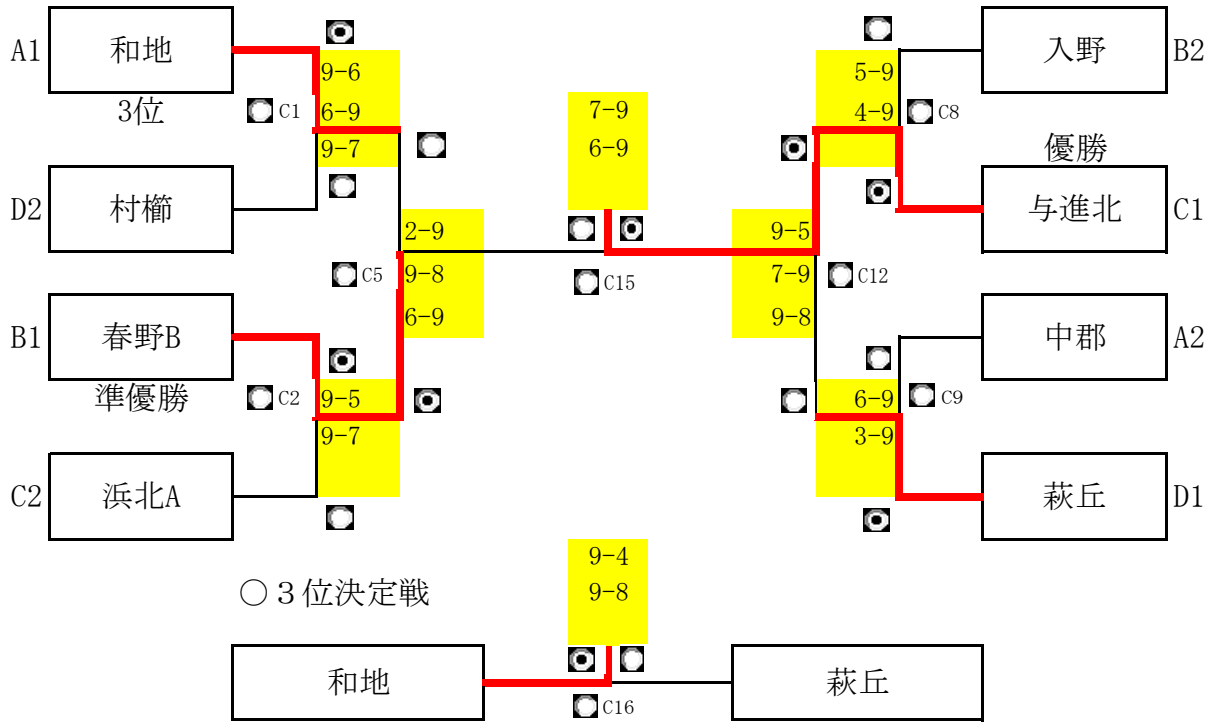 A1 和地
3位
9-6
6-9
9-7
C1
D2 村櫛
2-9
9-8
6-9
C5
B1 春野B
準優勝
9-5
9-7
C2
C2 浜北A
7-9
6-9
C15
入野 B2
5-9
4-9
C8
優勝
与進北 C1
9-5
7-9
9-8
C12
中郡 A2
6-9
3-9
C9
萩丘 D1
○３位決定戦
9-4
9-8
和地
萩丘
C16